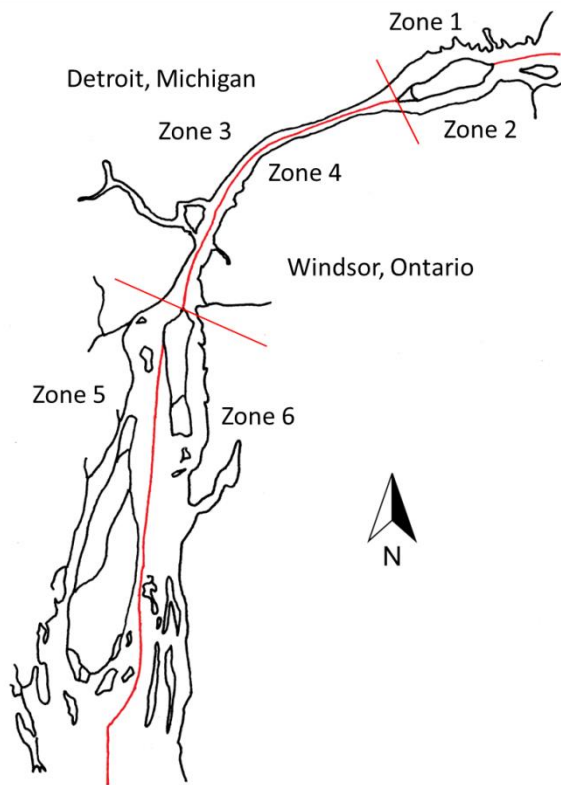 Zone 1
Detroit, Michigan
Zone 3
Zone 2
Zone 4
Windsor, Ontario
Zone 5
Zone 6
N